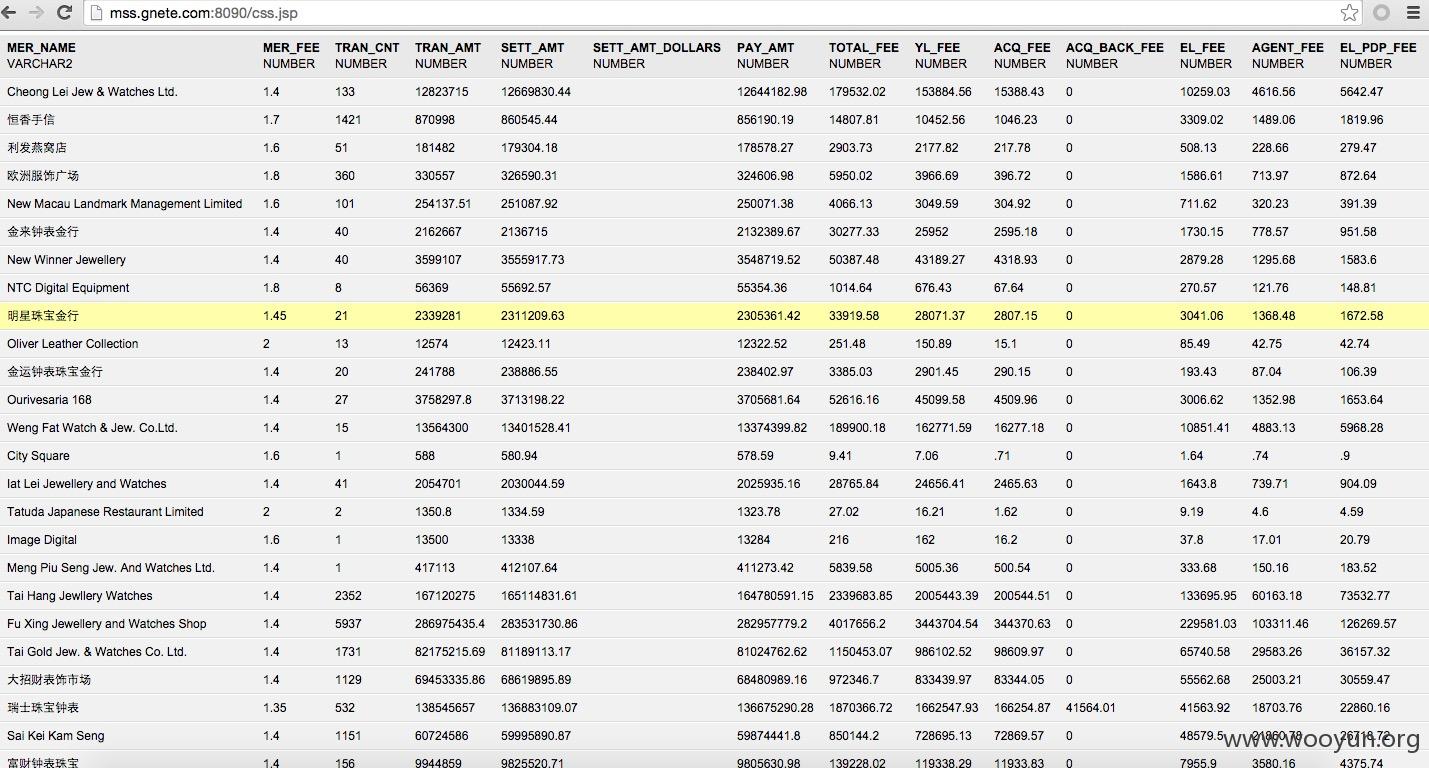 mss.gnete.com:8090/css.jsp
MER_NAME MER_FEE TRAN_CNT TRAN_AMT SETT_AMT SETT_AMT_DOLLARS PAY_AMT TOTAL_FEE YL_FEE ACQ_FEE ACQ_BACK_FEE EL_FEE AGENT_FEE EL_PDP_FEE
VARCHAR2 NUMBER NUMBER NUMBER NUMBER NUMBER NUMBER NUMBER NUMBER NUMBER NUMBER NUMBER NUMBER NUMBER
Cheong Lei Jew & Watches Ltd. 1.4 133 12823715 12669830.44 12644182.98 179532.02 153884.56 15388.43 0 10259.03 4616.56 5642.47
恒香手信 1.7 1421 870998 860545.44 856190.19 14807.81 10452.56 1046.23 0 3309.02 1489.06 1819.96
利发燕窝店 1.6 51 181482 179304.18 178578.27 2903.73 2177.82 217.78 0 508.13 228.66 279.47
欧洲服饰广场 1.8 360 330557 326590.31 324606.98 5950.02 3966.69 396.72 0 1586.61 713.97 872.64
New Macau Landmark Management Limited 1.6 101 254137.51 251087.92 250071.38 4066.13 3049.59 304.92 0 711.62 320.23 391.39
金来钟表金行 1.4 40 2162667 2136715 2132389.67 30277.33 25952 2595.18 0 1730.15 778.57 951.58
New Winner Jewellery 1.4 40 3599107 3555917.73 3548719.52 50387.48 43189.27 4318.93 0 2879.28 1295.68 1583.6
NTC Digital Equipment 1.8 8 56369 55692.57 55354.36 1014.64 676.43 67.64 0 270.57 121.76 148.81
明星珠宝金行 1.45 21 2339281 2311209.63 2305361.42 33919.58 28071.37 2807.15 0 3041.06 1368.48 1672.58
Oliver Leather Collection 2 13 12574 12423.11 12322.52 251.48 150.89 15.1 0 85.49 42.75 42.74
金运钟表珠宝金行 1.4 20 241788 238886.55 238402.97 3385.03 2901.45 290.15 0 193.43 87.04 106.39
Ourivesaria 168 1.4 27 3758297.8 3713198.22 3705681.64 52616.16 45099.58 4509.96 0 3006.62 1352.98 1653.64
Weng Fat Watch & Jew. Co.Ltd. 1.4 15 13564300 13401528.41 13374399.82 189900.18 162771.59 16277.18 0 10851.41 4883.13 5968.28
City Square 1.6 1 588 580.94 578.59 9.41 7.06 .71 0 1.64 .74 .9
Iat Lei Jewellery and Watches 1.4 41 2054701 2030044.59 2025935.16 28765.84 24656.41 2465.63 0 1643.8 739.71 904.09
Tatuda Japanese Restaurant Limited 2 2 1350.8 1334.59 1323.78 27.02 16.21 1.62 0 9.19 4.6 4.59
Image Digital 1.6 1 13500 13338 13284 216 162 16.2 0 37.8 17.01 20.79
Meng Piu Seng Jew. And Watches Ltd. 1.4 1 417113 412107.64 411273.42 5839.58 5005.36 500.54 0 333.68 150.16 183.52
Tai Hang Jewllery Watches 1.4 2352 167120275 165114831.61 164780591.15 2339683.85 2005443.39 200544.51 0 133695.95 60163.18 73532.77
Fu Xing Jewellery and Watches Shop 1.4 5937 286975435.4 283531730.86 282957779.2 4017656.2 3443704.54 344370.63 0 229581.03 103311.46 126269.57
Tai Gold Jew. & Watches Co. Ltd. 1.4 1731 82175215.69 81189113.17 81024762.62 1150453.07 986102.52 98609.97 0 65740.58 29583.26 36157.32
大招财表饰市场 1.4 1129 69453335.86 68619895.89 68480989.16 972346.7 833439.97 83344.05 0 55562.68 25003.21 30559.47
瑞士珠宝钟表 1.35 532 138545657 136883109.07 136675290.28 1870366.72 1662547.93 166254.87 41564.01 41563.92 18703.76 22860.16
Sai Kei Kam Seng 1.4 1151 60724586 59995890.87 59874441.8 850144.2 728695.13 72869.57 0 48579.5
www.wooyun.org
富财钟表珠宝 1.4 156 9944859 9825520.71 9805630.98 139228.02 119338.29 11933.83 0 7955.9 3580.16 4375.74